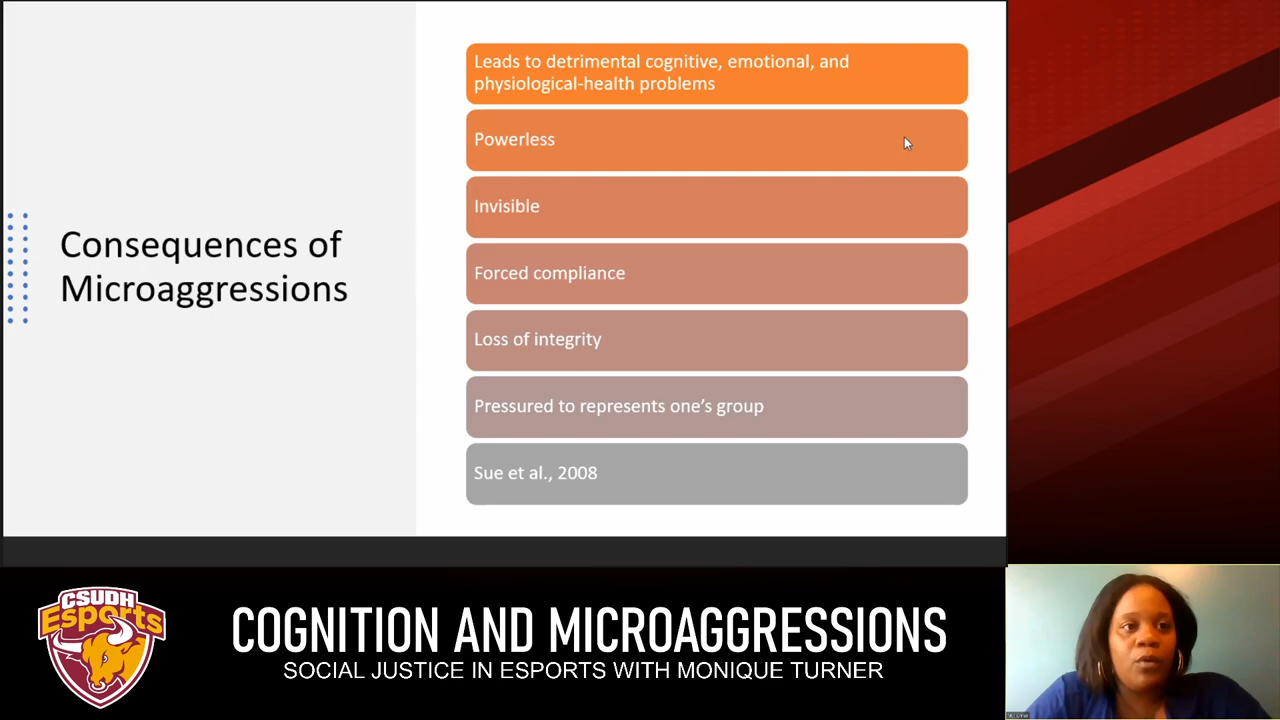 Consequences of
Microaggressions
Leads to detrimental cognitive, emotional, and
physiological-health problems
Powerless
Invisible
Forced compliance
Loss of integrity
Pressured to represents one's group
Sue et al., 2008
CSUDH
Esports
COGNITION AND MICROAGGRESSIONS
SOCIAL JUSTICE IN ESPORTS WITH MONIQUE TURNER